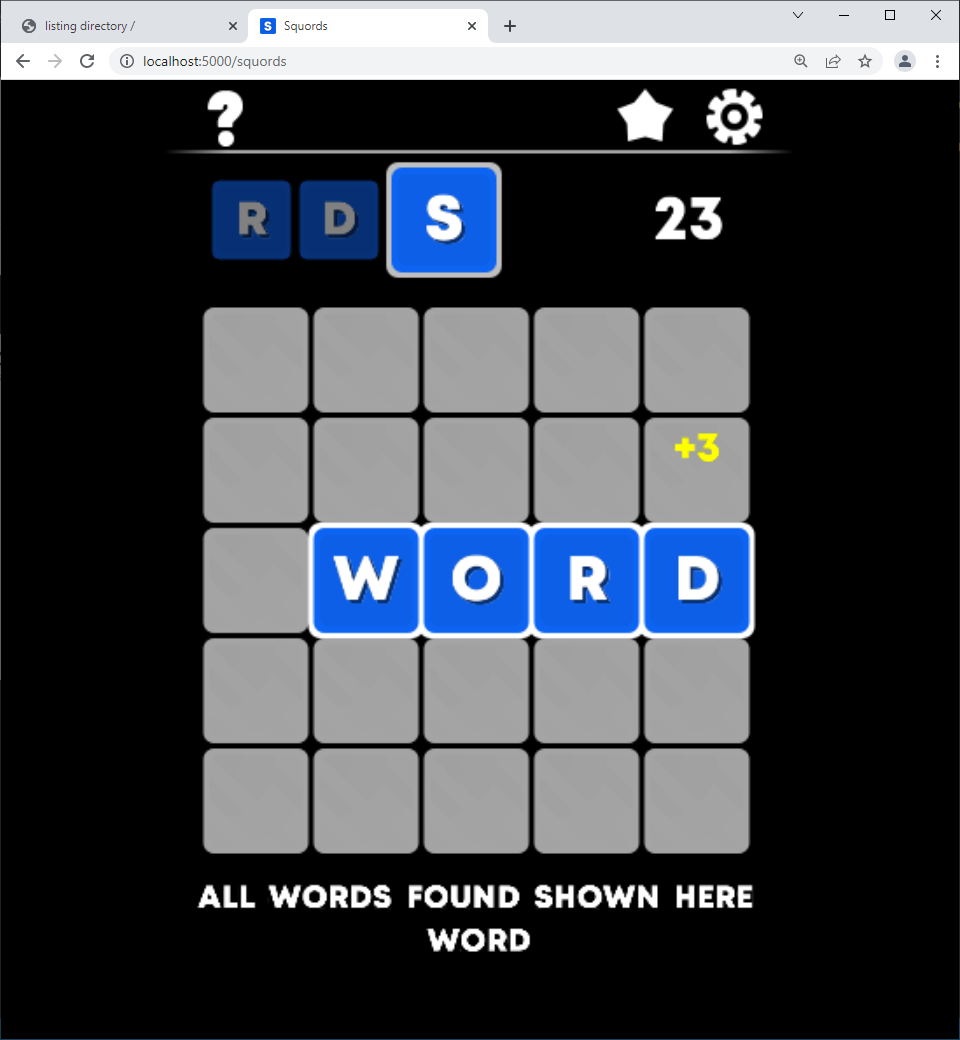 listing directory /
S Squords
localhost:5000/squords
?
R D S 23
+3
W O R D
ALL WORDS FOUND SHOWN HERE
WORD